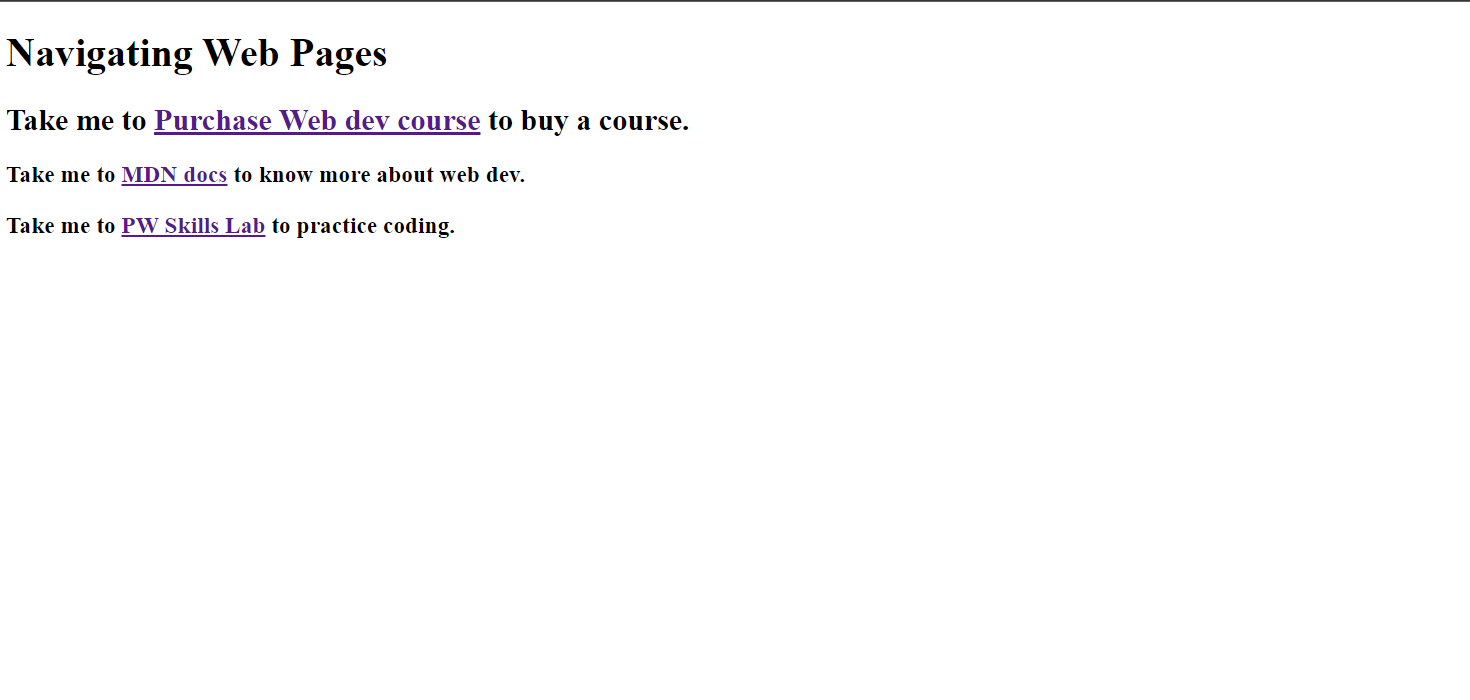 Navigating Web Pages
Take me to Purchase Web dev course to buy a course.
Take me to MDN docs to know more about web dev.
Take me to PW Skills Lab to practice coding.